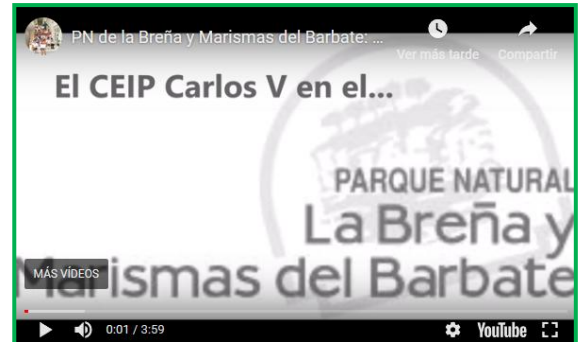 PN de la Breña y Marismas del Barbate: ...
Ver más tarde
Compartir
El CEIP Carlos V en el...
PARQUE NATURAL
La Breña y
Marismas del Barbate
MÁS VÍDEOS
0:01 / 3:59
YouTube